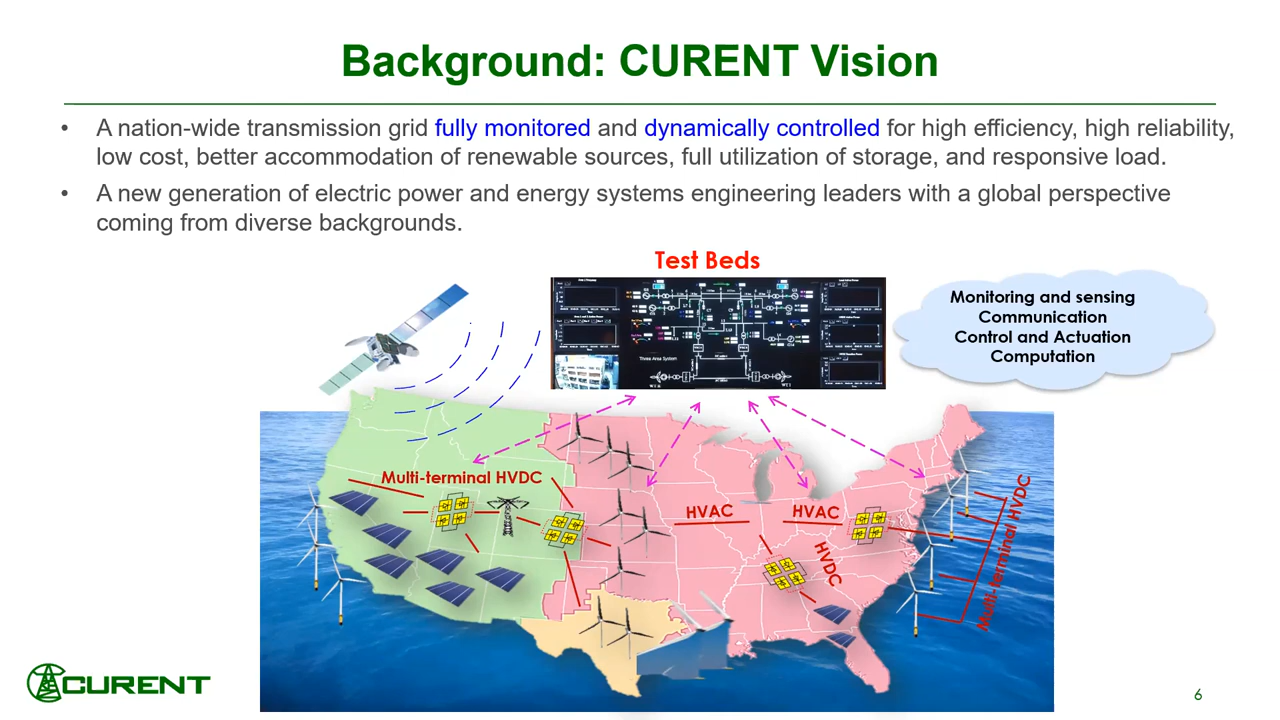 Background: CURENT Vision
• A nation-wide transmission grid fully monitored and dynamically controlled for high efficiency, high reliability,
low cost, better accommodation of renewable sources, full utilization of storage, and responsive load.
• A new generation of electric power and energy systems engineering leaders with a global perspective
coming from diverse backgrounds.
Test Beds
Monitoring and sensing
Communication
Control and Actuation
Computation
Three Area System
Multi-terminal HVDC
HVAC
HVAC
HVDC
Multi-terminal HVDC
CURENT
6